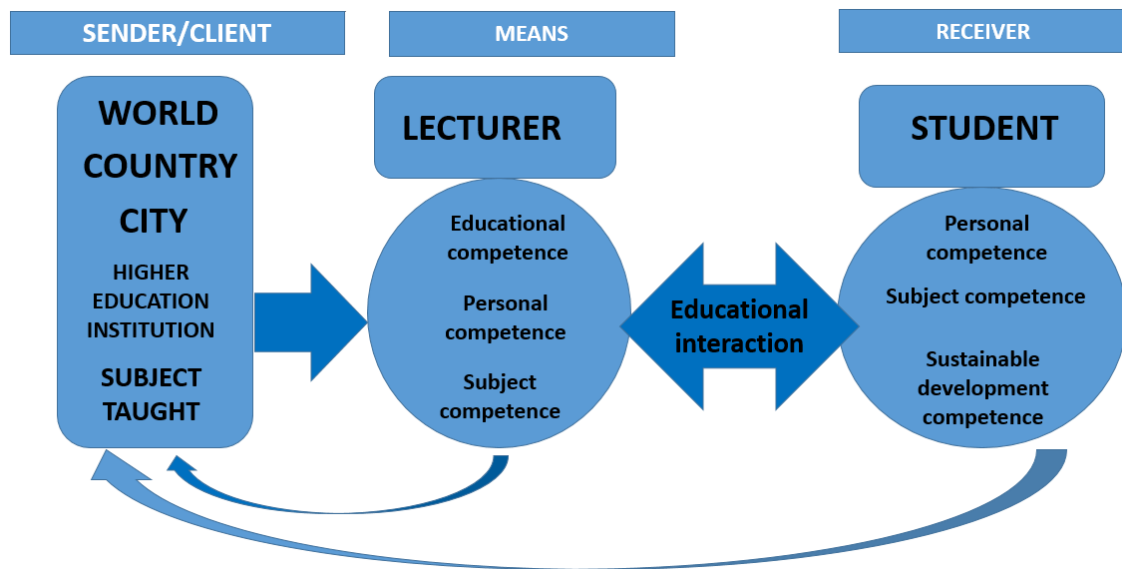 SENDER/CLIENT
MEANS
RECEIVER
WORLD
COUNTRY
CITY
HIGHER
EDUCATION
INSTITUTION
SUBJECT
TAUGHT
LECTURER
Educational
competence
Personal
competence
Subject
competence
Educational
interaction
STUDENT
Personal
competence
Subject competence
Sustainable
development
competence